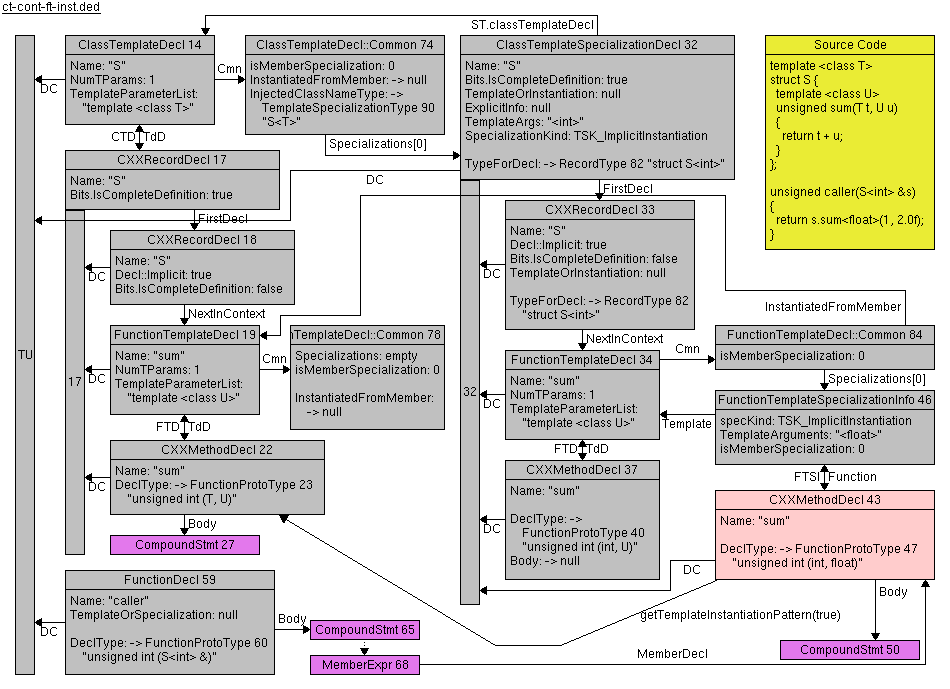 ct-cont-ft-inst.ded
TU
ClassTemplateDecl 14
Name: "S"
NumTParams: 1
TemplateParameterList:
"template <class T>"
DC
Cmn
ClassTemplateDecl::Common 74
isMemberSpecialization: 0
InstantiatedFromMember: -> null
InjectedClassNameType: ->
TemplateSpecializationType 90
"S<T>"
Specializations[0]
ST.classTemplateDecl
ClassTemplateSpecializationDecl 32
Name: "S"
Bits.IsCompleteDefinition: true
TemplateOrInstantiation: null
ExplicitInfo: null
TemplateArgs: "<int>"
SpecializationKind: TSK_ImplicitInstantiation
TypeForDecl: -> RecordType 82 "struct S<int>"
DC
Source Code
template <class T>
struct S {
template <class U>
unsigned sum(T t, U u)
{
return t + u;
}
};
unsigned caller(S<int> &s)
{
return s.sum<float>(1, 2.0f);
}
CTD
TdD
CXXRecordDecl 17
Name: "S"
Bits.IsCompleteDefinition: true
17
FirstDecl
CXXRecordDecl 18
Name: "S"
Decl::Implicit: true
Bits.IsCompleteDefinition: false
DC
NextInContext
FunctionTemplateDecl 19
Name: "sum"
NumTParams: 1
TemplateParameterList:
"template <class U>"
DC
Cmn
nTemplateDecl::Common 78
Specializations: empty
isMemberSpecialization: 0
InstantiatedFromMember:
-> null
FTD
TdD
CXXMethodDecl 22
Name: "sum"
DeclType: -> FunctionProtoType 23
"unsigned int (T, U)"
DC
Body
CompoundStmt 27
32
FirstDecl
CXXRecordDecl 33
Name: "S"
Decl::Implicit: true
Bits.IsCompleteDefinition: false
TemplateOrInstantiation: null
TypeForDecl: -> RecordType 82
"struct S<int>"
DC
NextInContext
FunctionTemplateDecl 34
Name: "sum"
NumTParams: 1
TemplateParameterList:
"template <class U>"
DC
Cmn
InstantiatedFromMember
FunctionTemplateDecl::Common 84
isMemberSpecialization: 0
Specializations[0]
FunctionTemplateSpecializationInfo 46
specKind: TSK_ImplicitInstantiation
TemplateArguments: "<float>"
isMemberSpecialization: 0
Template
FTD
TdD
CXXMethodDecl 37
Name: "sum"
DeclType: ->
FunctionProtoType 40
"unsigned int (int, U)"
Body: -> null
DC
FTSI
Function
CXXMethodDecl 43
Name: "sum"
DeclType: -> FunctionProtoType 47
"unsigned int (int, float)"
DC
Body
CompoundStmt 50
getTemplateInstantiationPattern(true)
FunctionDecl 59
Name: "caller"
TemplateOrSpecialization: null
DeclType: -> FunctionProtoType 60
"unsigned int (S<int> &)"
DC
Body
CompoundStmt 65
MemberExpr 68
MemberDecl